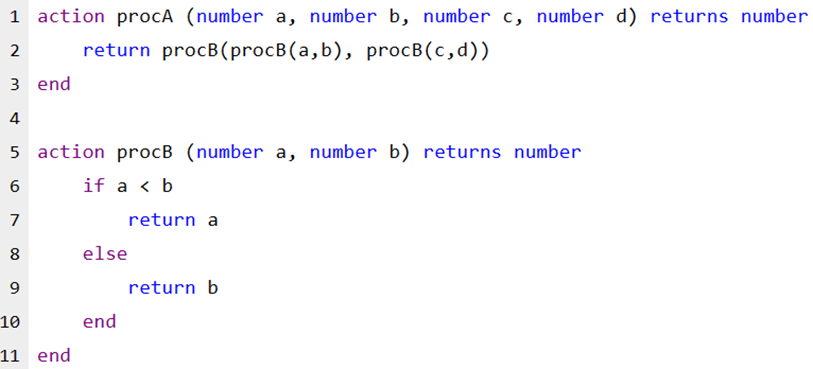 1 action procA (number a, number b, number c, number d) returns number
2 return procB(procB(a,b), procB(c,d))
3 end
4
5 action procB (number a, number b) returns number
6 if a < b
7 return a
8 else
9 return b
10 end
11 end